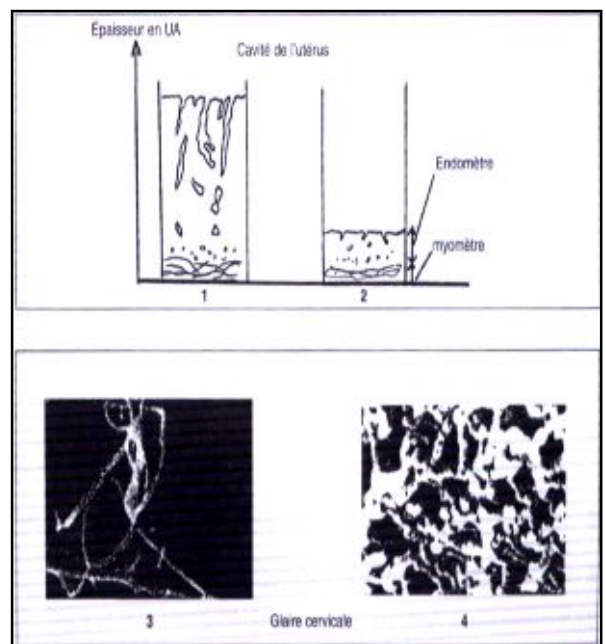 Épaisseur en UA
Cavité de l'utérus
Endomètre
myomètre
1 2
3 Glaire cervicale 4